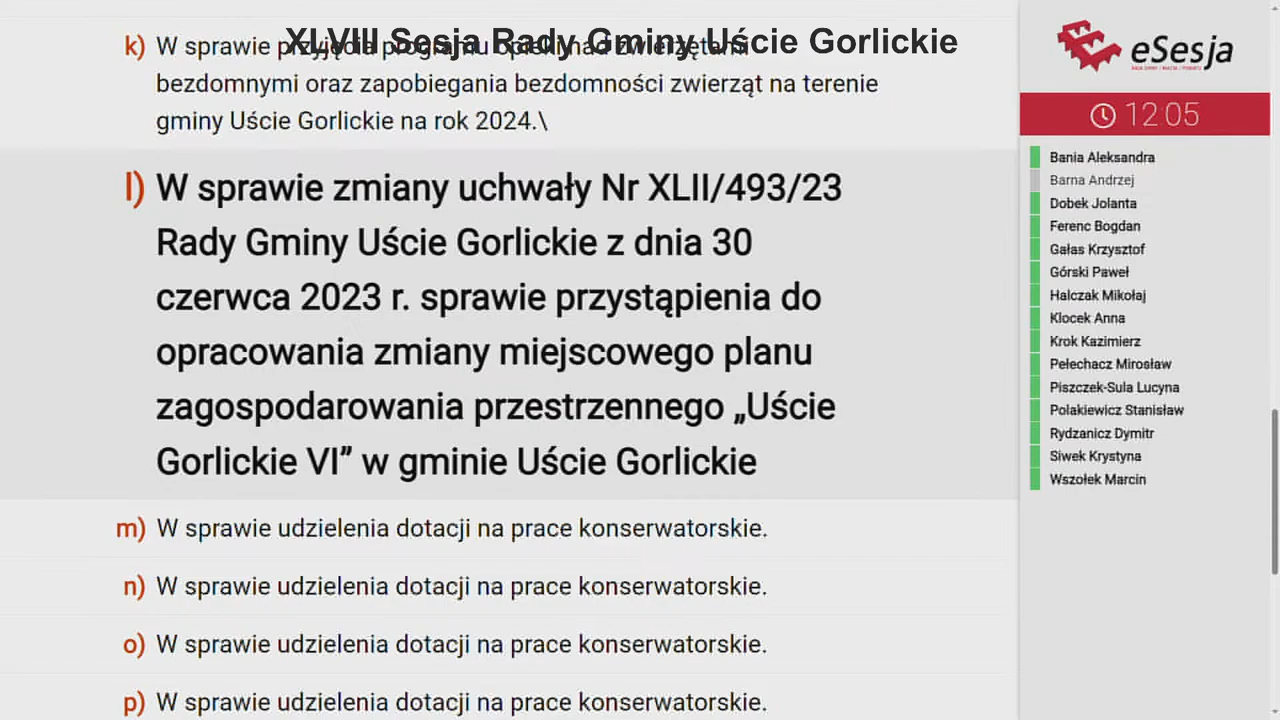 XLVIII Sesja Rady Gminy Uście Gorlickie
k) W sprawie przyjęcia programu opieki nad zwierzętami
bezdomnymi oraz zapobiegania bezdomności zwierząt na terenie
gminy Uście Gorlickie na rok 2024.\
l) W sprawie zmiany uchwały Nr XLII/493/23
Rady Gminy Uście Gorlickie z dnia 30
czerwca 2023 r. sprawie przystąpienia do
opracowania zmiany miejscowego planu
zagospodarowania przestrzennego „Uście
Gorlickie VI” w gminie Uście Gorlickie
m) W sprawie udzielenia dotacji na prace konserwatorskie.
n) W sprawie udzielenia dotacji na prace konserwatorskie.
o) W sprawie udzielenia dotacji na prace konserwatorskie.
p) W sprawie udzielenia dotacji na prace konserwatorskie.
eSesja
12:05
Bania Aleksandra
Barna Andrzej
Dobek Jolanta
Ferenc Bogdan
Gałas Krzysztof
Górski Paweł
Halczak Mikołaj
Klocek Anna
Krok Kazimierz
Pełechacz Mirosław
Piszczek-Sula Lucyna
Polakiewicz Stanisław
Rydzanicz Dymitr
Siwek Krystyna
Wszołek Marcin